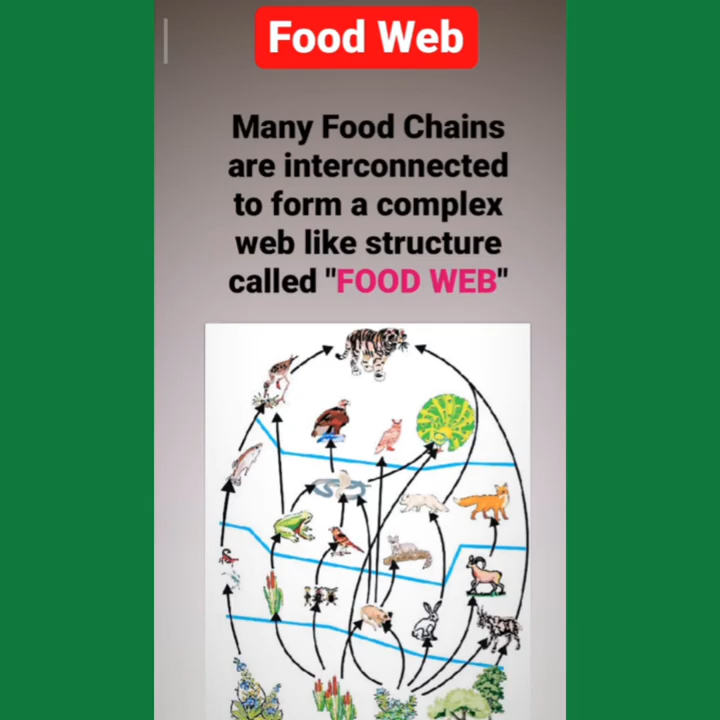 Food Web
Many Food Chains
are interconnected
to form a complex
web like structure
called "FOOD WEB"